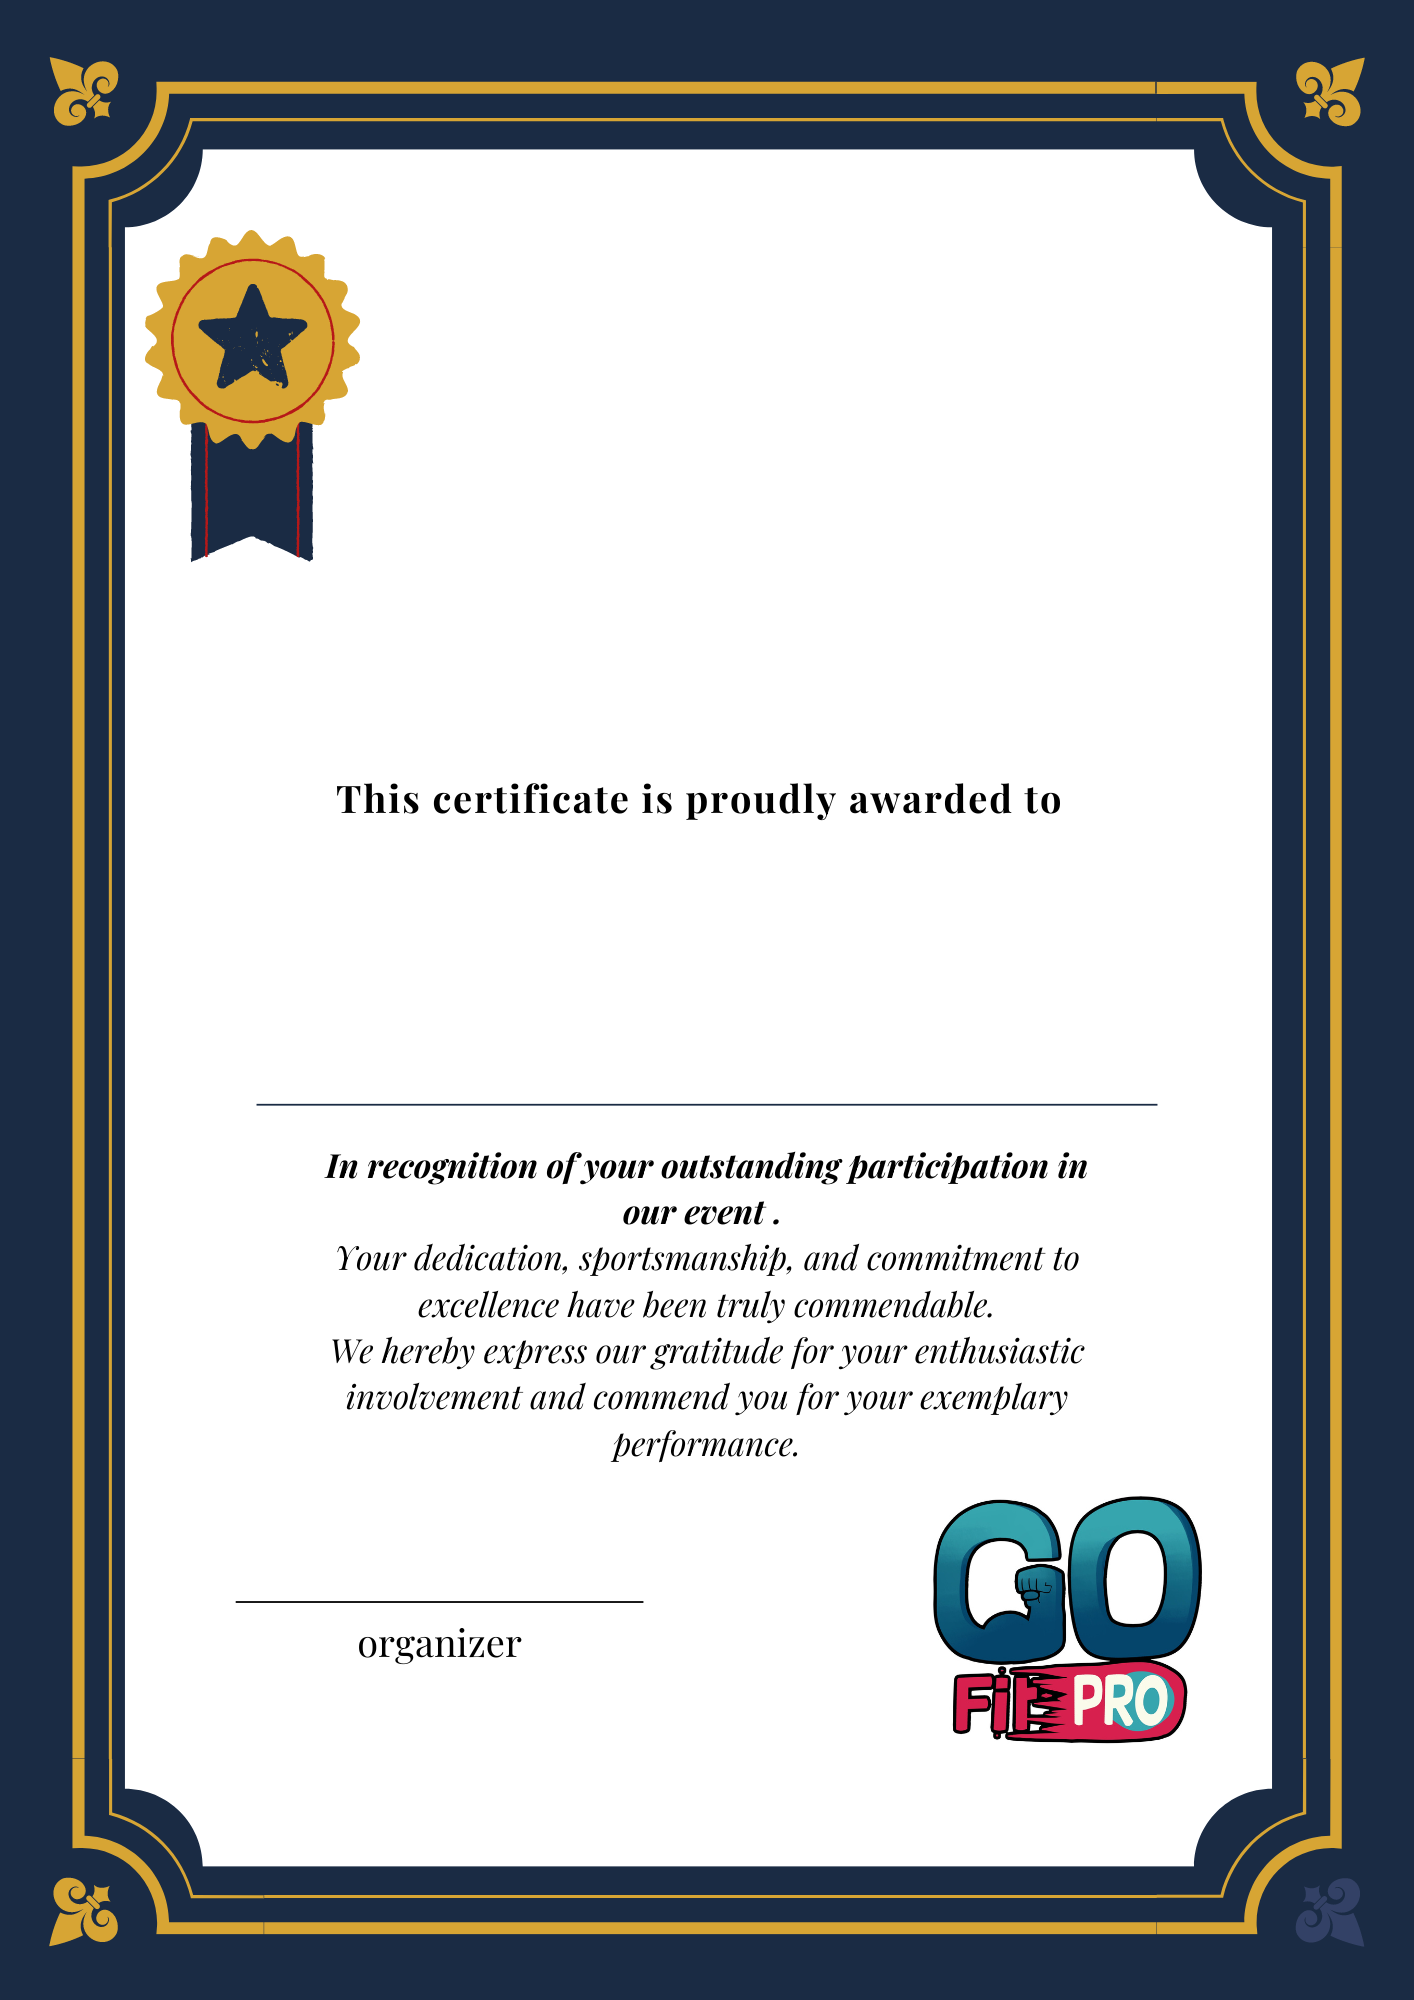 This certificate is proudly awarded to
In recognition of your outstanding participation in
our event .
Your dedication, sportsmanship, and commitment to
excellence have been truly commendable.
We hereby express our gratitude for your enthusiastic
involvement and commend you for your exemplary
performance.
organizer
GO
Fit PRO